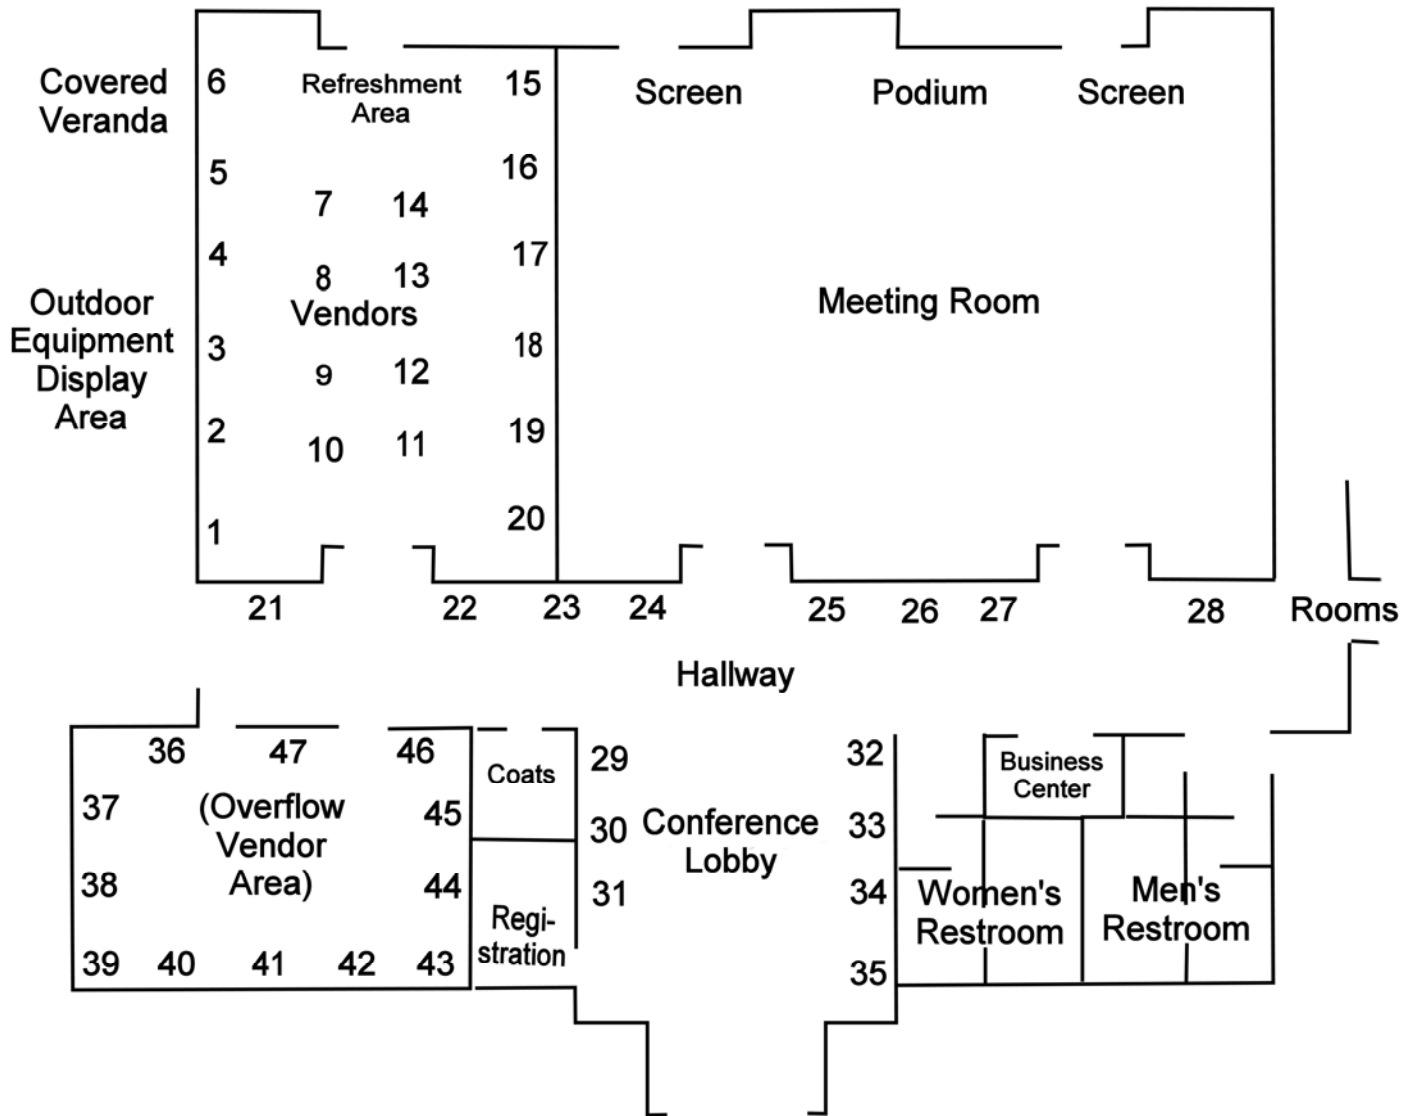 Covered
Veranda
6
Refreshment
Area
15
Screen
Podium
Screen
5
16
7
14
4
17
8
13
Outdoor
Equipment
Display
Area
Vendors
Meeting Room
3
18
9
12
2
19
10
11
1
20
21
22
23
24
25
26
27
28
Rooms
Hallway
36
47
46
37
(Overflow
Vendor
Area)
45
38
44
39
40
41
42
43
Coats
Regi-
stration
29
30
31
Conference
Lobby
32
33
34
35
Business
Center
Women's
Restroom
Men's
Restroom